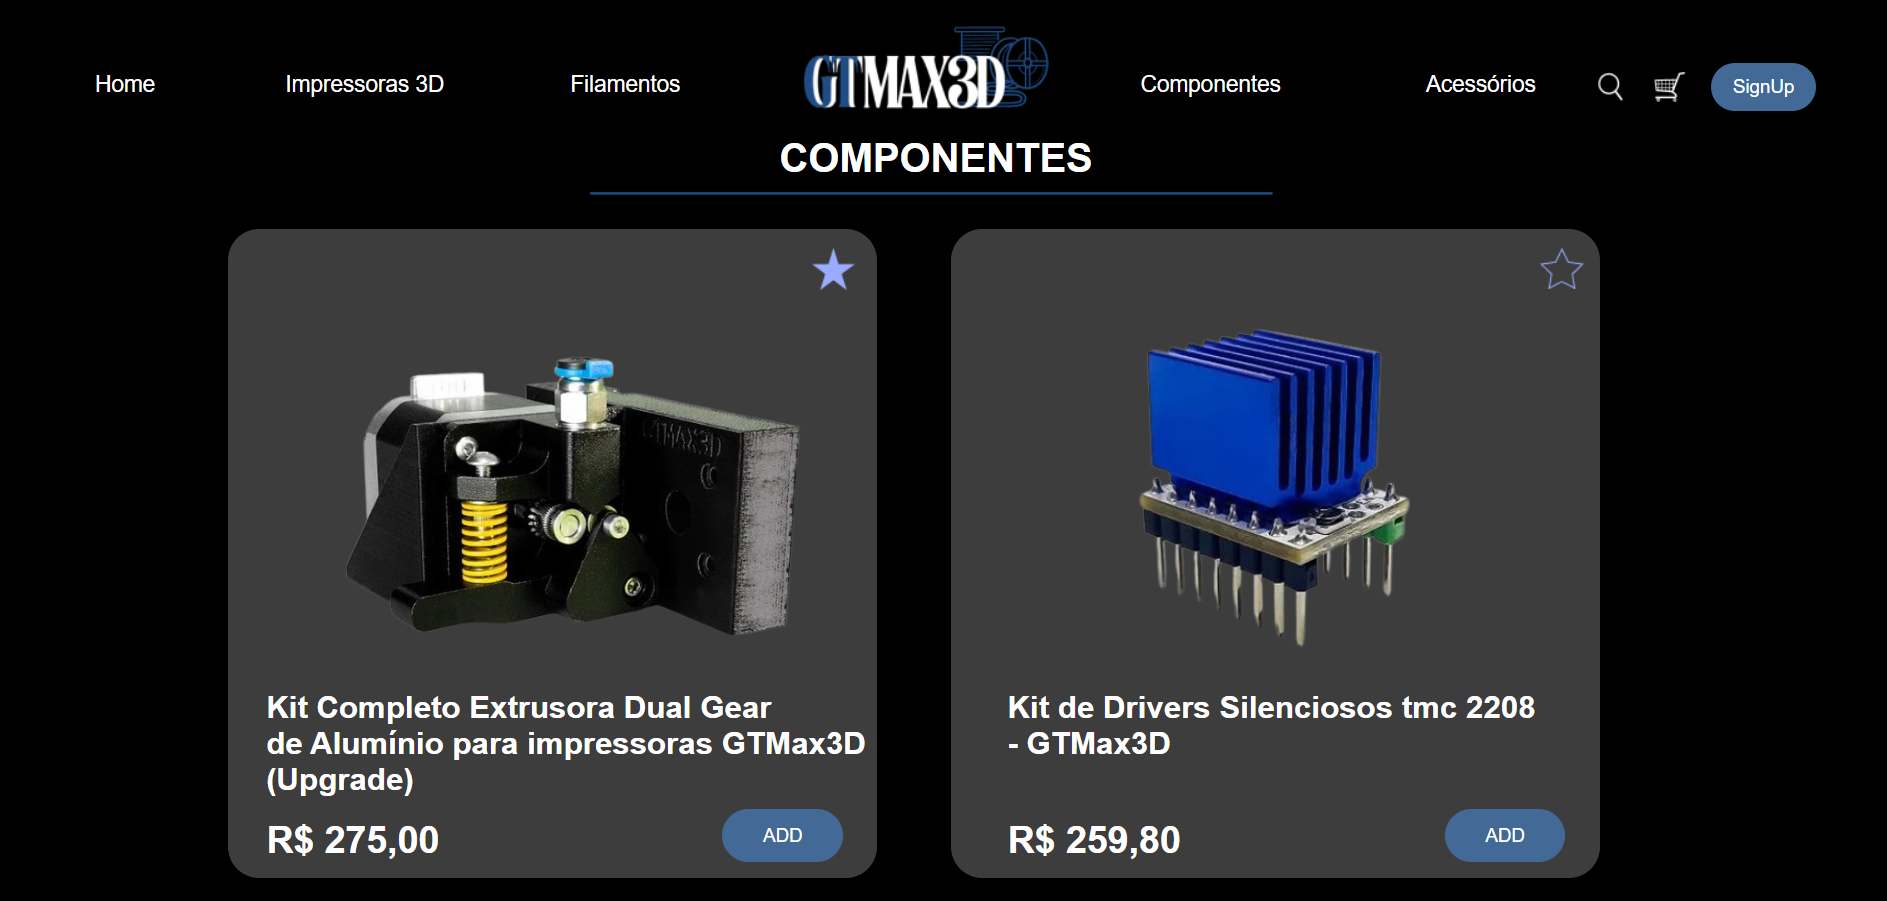 Home
Impressoras 3D
Filamentos
GTMAX3D
Componentes
Acessórios
SignUp
COMPONENTES
GTMAX3D
Kit Completo Extrusora Dual Gear
de Alumínio para impressoras GTMax3D
(Upgrade)
R$ 275,00
ADD
Kit de Drivers Silenciosos tmc 2208
- GTMax3D
R$ 259,80
ADD